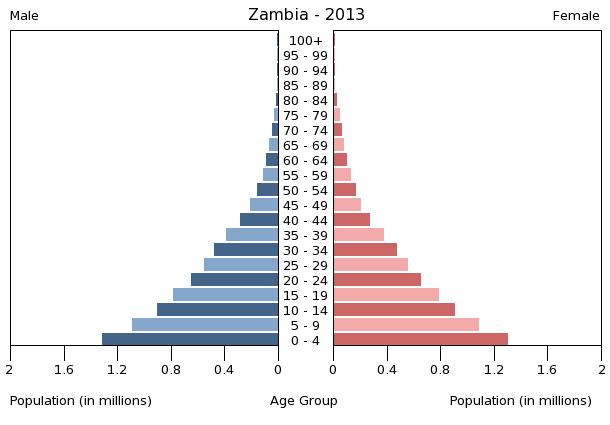 Male Zambia - 2013 Female
100+
95 - 99
90 - 94
85 - 89
80 - 84
75 - 79
70 - 74
65 - 69
60 - 64
55 - 59
50 - 54
45 - 49
40 - 44
35 - 39
30 - 34
25 - 29
20 - 24
15 - 19
10 - 14
5 - 9
0 - 4
2 1.6 1.2 0.8 0.4 0 0 0.4 0.8 1.2 1.6 2
Population (in millions) Age Group Population (in millions)